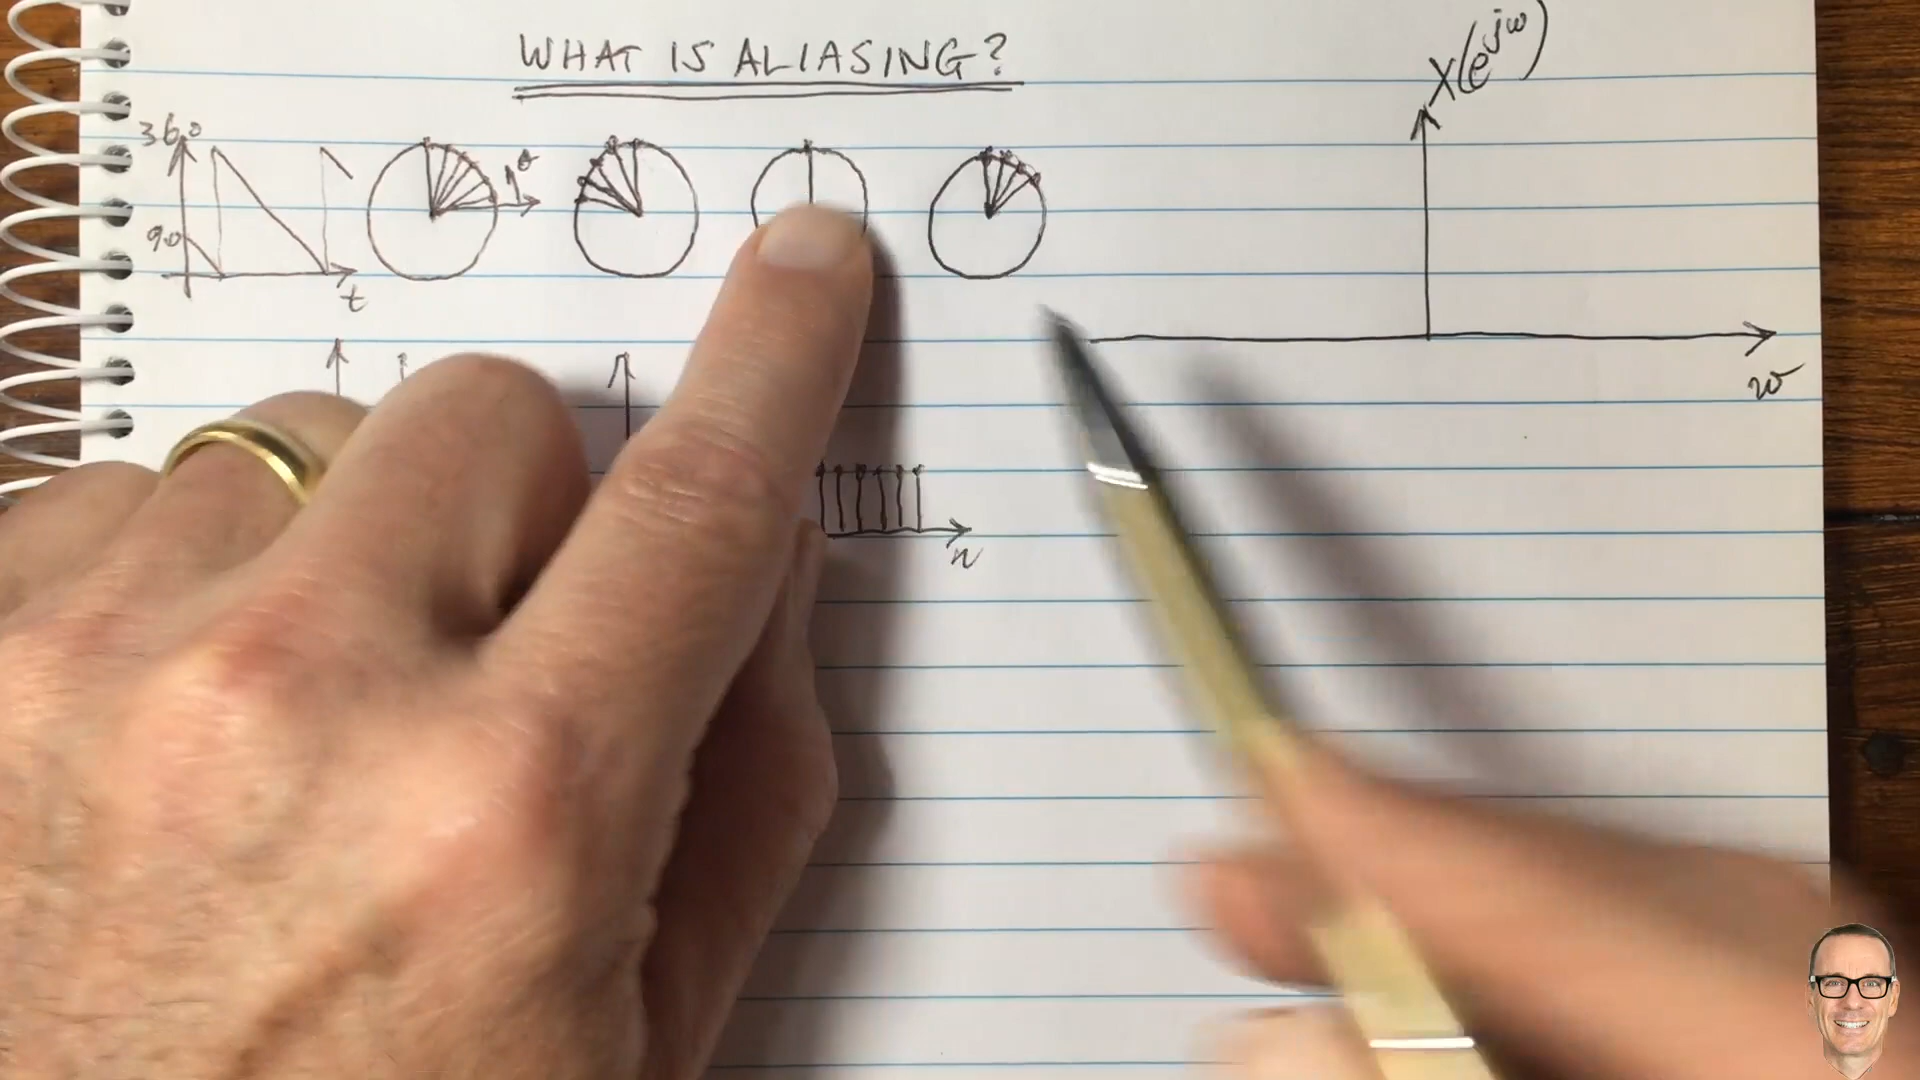 WHAT IS ALIASING?
X(e^jω)
360
θ
90
t
ω
n